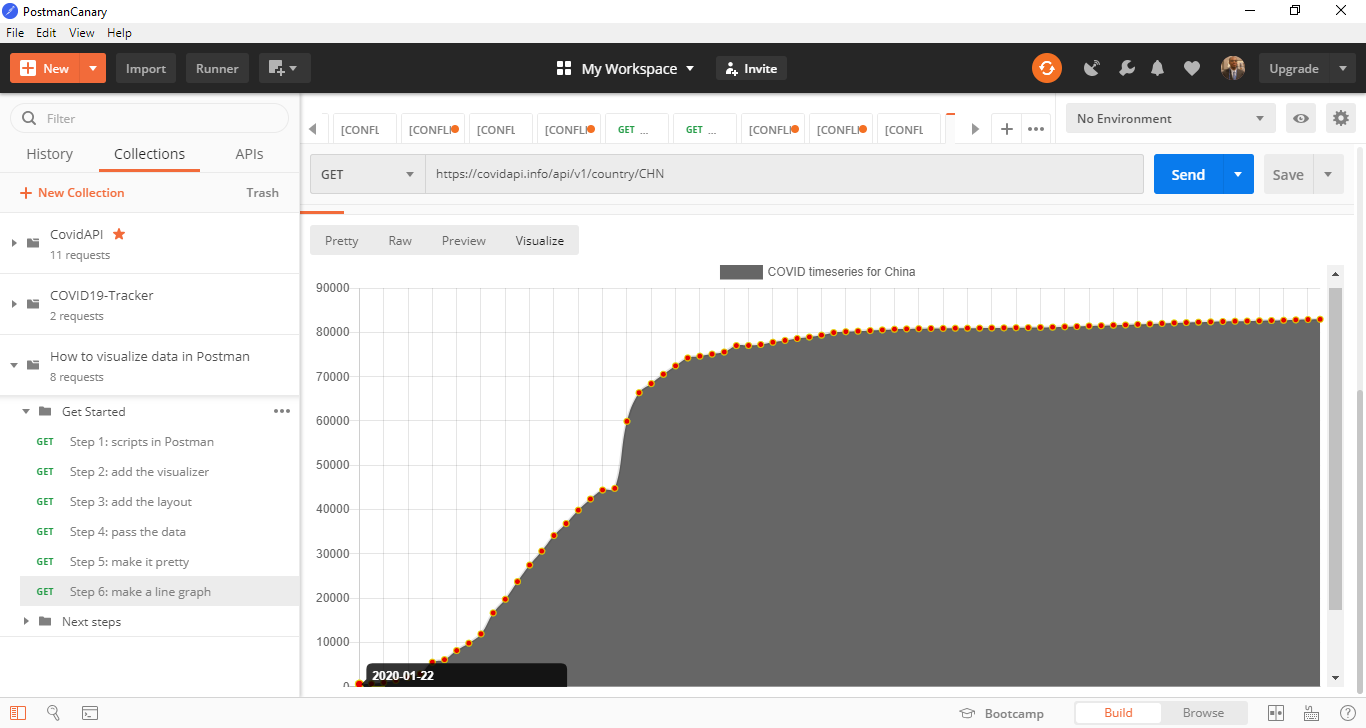 PostmanCanary
File Edit View Help
New Import Runner My Workspace Invite Upgrade
Filter
History Collections APIs
New Collection Trash
CovidAPI
11 requests
COVID19-Tracker
2 requests
How to visualize data in Postman
8 requests
Get Started
GET Step 1: scripts in Postman
GET Step 2: add the visualizer
GET Step 3: add the layout
GET Step 4: pass the data
GET Step 5: make it pretty
GET Step 6: make a line graph
Next steps
[CONFL [CONFLI [CONFL [CONFLI GET ... GET ... [CONFLI [CONFLI [CONFL
No Environment
GET https://covidapi.info/api/v1/country/CHN Send Save
Pretty Raw Preview Visualize
COVID timeseries for China
90000
80000
70000
60000
50000
40000
30000
20000
10000
0
2020-01-22
Bootcamp Build Browse